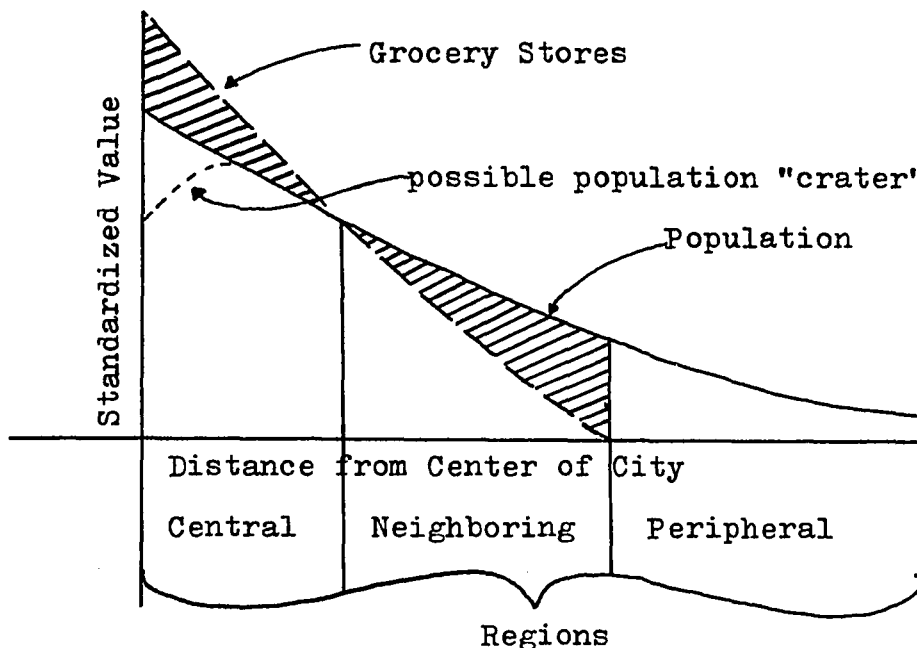 Grocery Stores
Standardized Value
possible population "crater"
Population
Distance from Center of City
Central
Neighboring
Peripheral
Regions